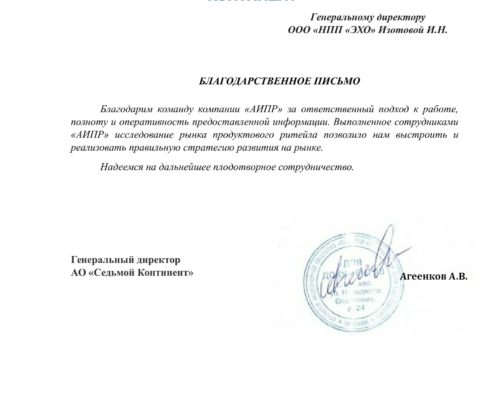 Генеральному директору
ООО «НПП «ЭХО» Изотовой И.Н.
БЛАГОДАРСТВЕННОЕ ПИСЬМО
Благодарим команду компании «АИПР» за ответственный подход к работе,
полноту и оперативность предоставленной информации. Выполненное сотрудниками
«АИПР» исследование рынка продуктового ритейла позволило нам выстроить и
реализовать правильную стратегию развития на рынке.
Надеемся на дальнейшее плодотворное сотрудничество.
Генеральный директор
АО «Седьмой Континент»
Агеенков А.В.
для